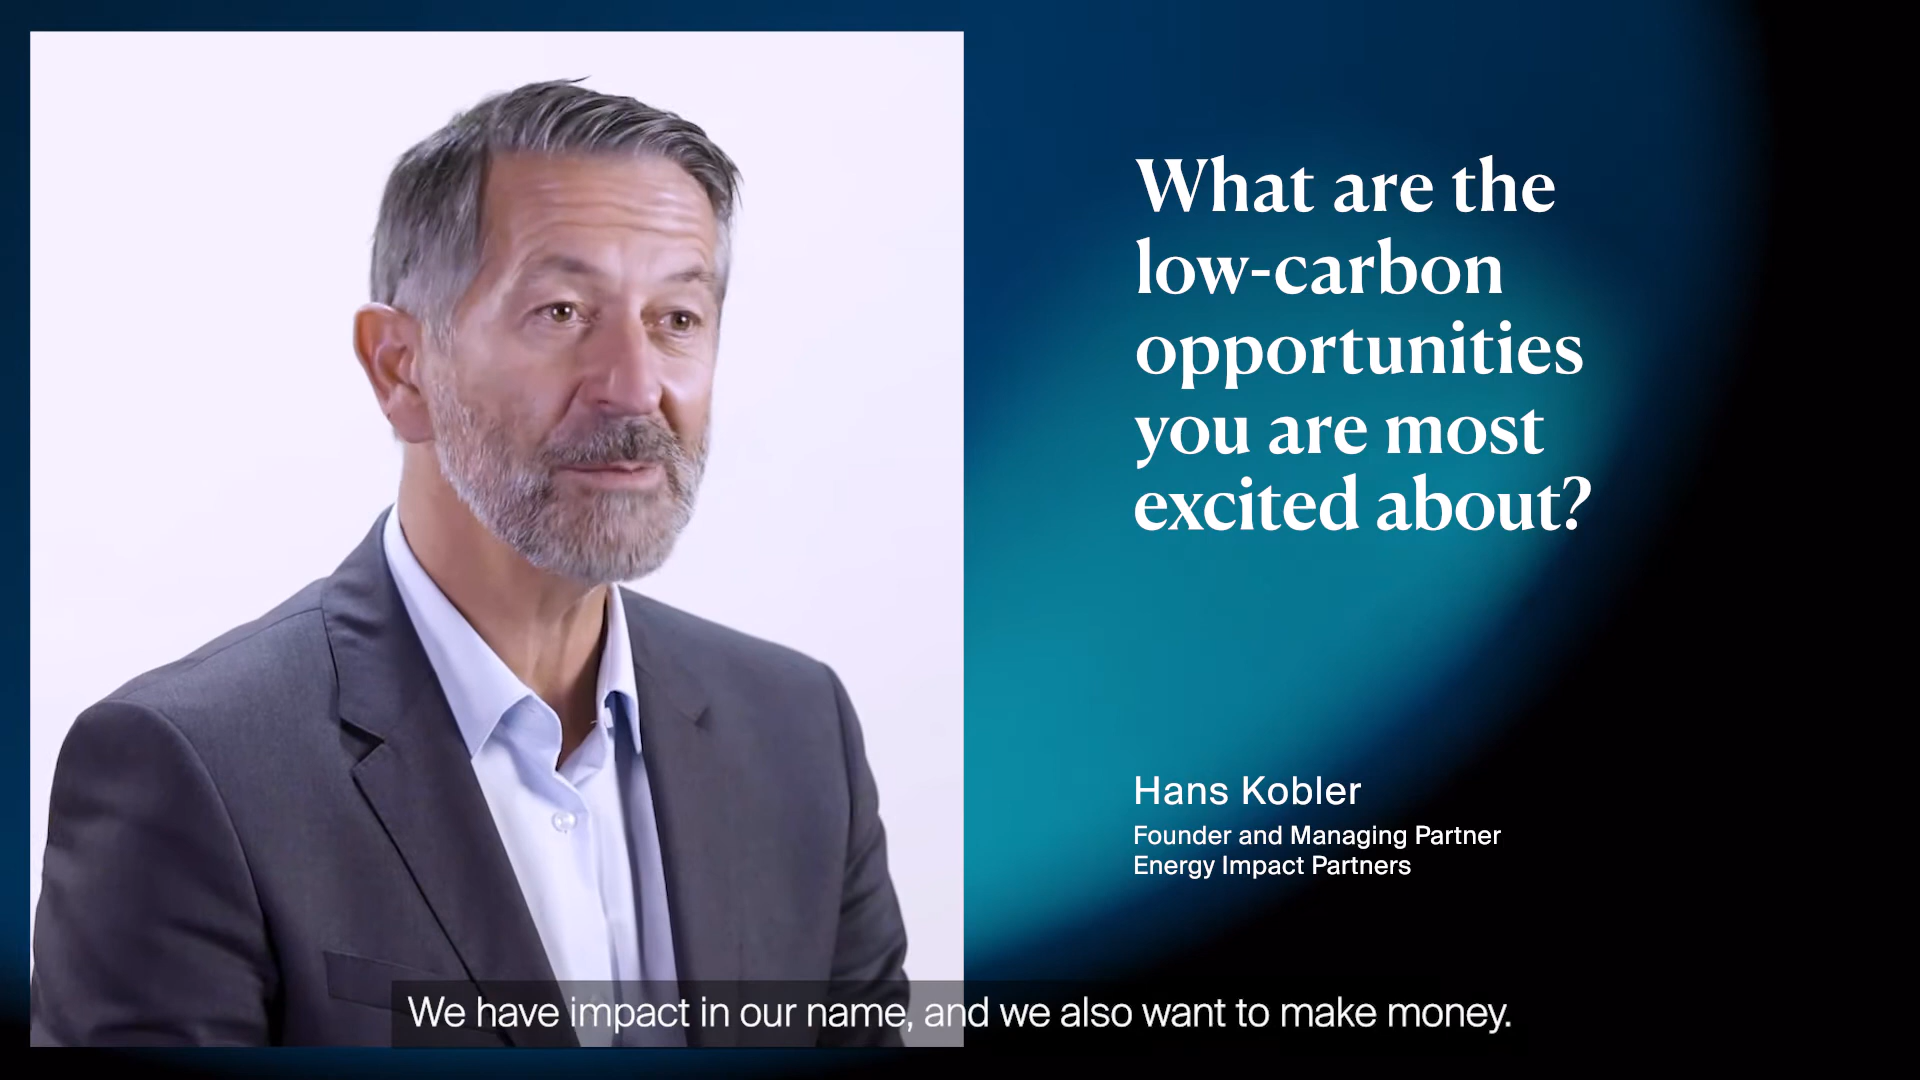 What are the
low-carbon
opportunities
you are most
excited about?
Hans Kobler
Founder and Managing Partner
Energy Impact Partners
We have impact in our name, and we also want to make money.